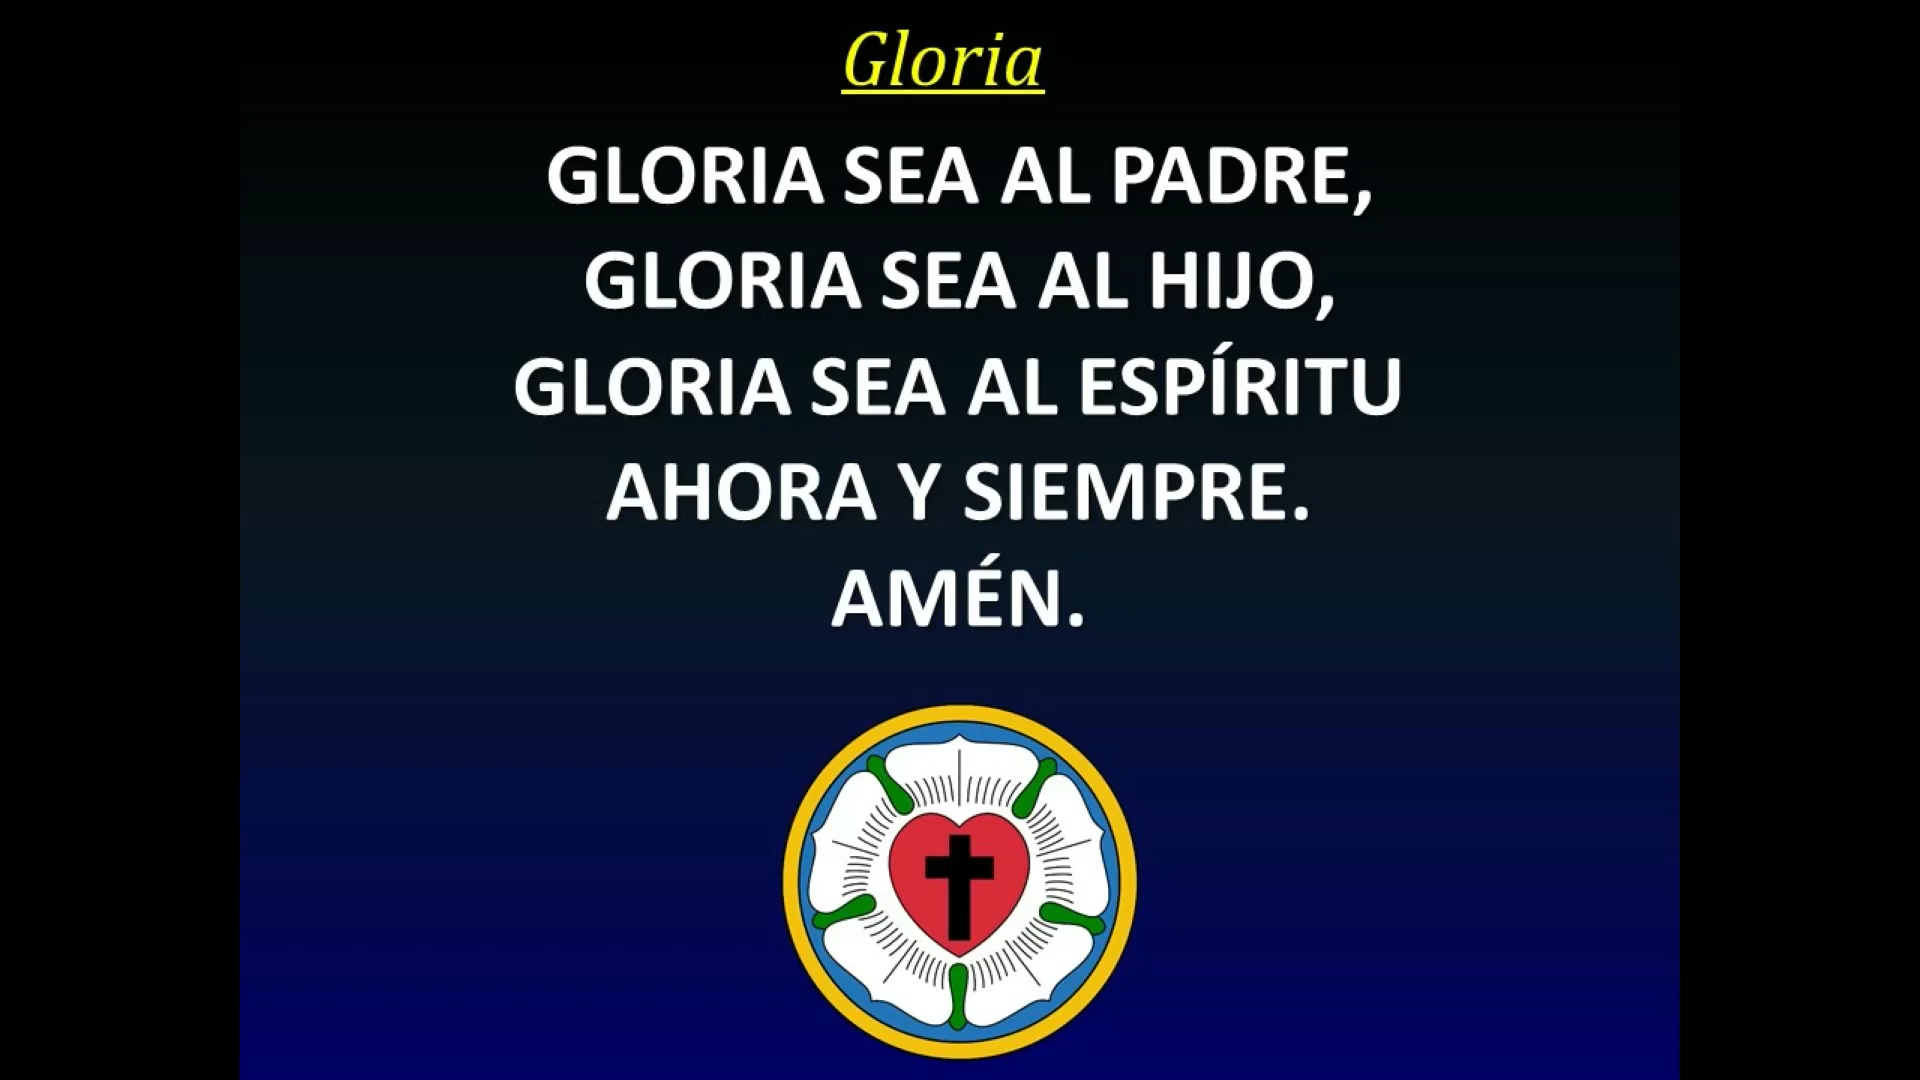 Gloria
GLORIA SEA AL PADRE,
GLORIA SEA AL HIJO,
GLORIA SEA AL ESPÍRITU
AHORA Y SIEMPRE.
AMÉN.